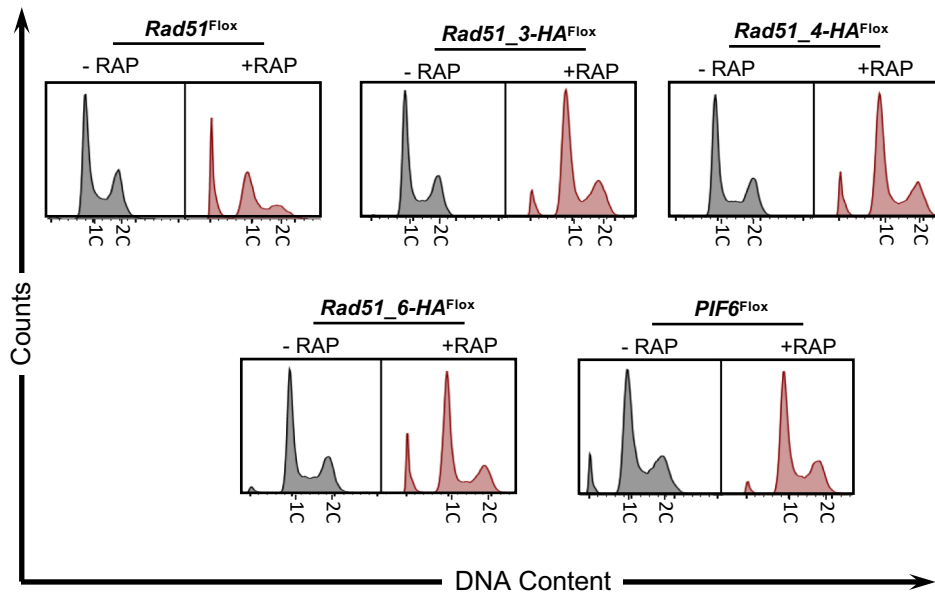 Rad51Flox Rad51_3-HAFlox Rad51_4-HAFlox
- RAP +RAP - RAP +RAP - RAP +RAP
1C 2C 1C 2C 1C 2C 1C 2C 1C 2C 1C 2C
Rad51_6-HAFlox PIF6Flox
- RAP +RAP - RAP +RAP
1C 2C 1C 2C 1C 2C 1C 2C
Counts
DNA Content